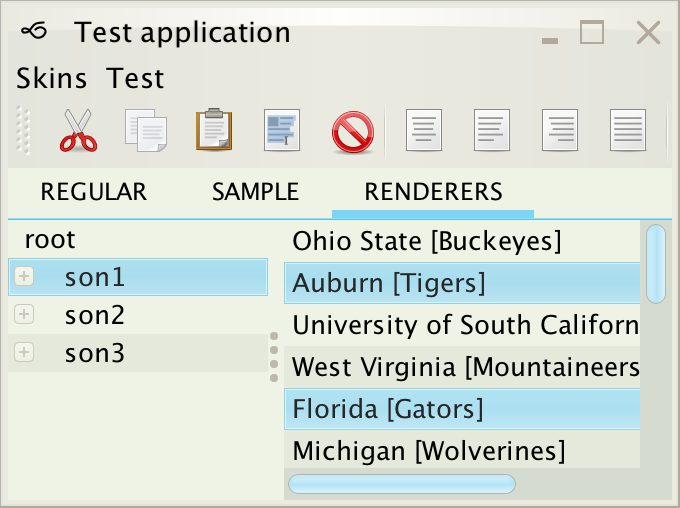 Test application
Skins Test
REGULAR SAMPLE RENDERERS
root
son1
son2
son3
Ohio State [Buckeyes]
Auburn [Tigers]
University of South Californ
West Virginia [Mountaineers
Florida [Gators]
Michigan [Wolverines]